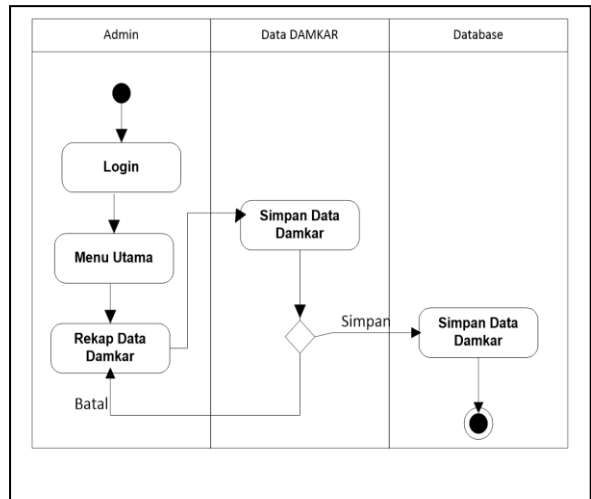 Admin
Data DAMKAR
Database
Login
Menu Utama
Rekap Data
Damkar
Batal
Simpan Data
Damkar
Simpan
Simpan Data
Damkar